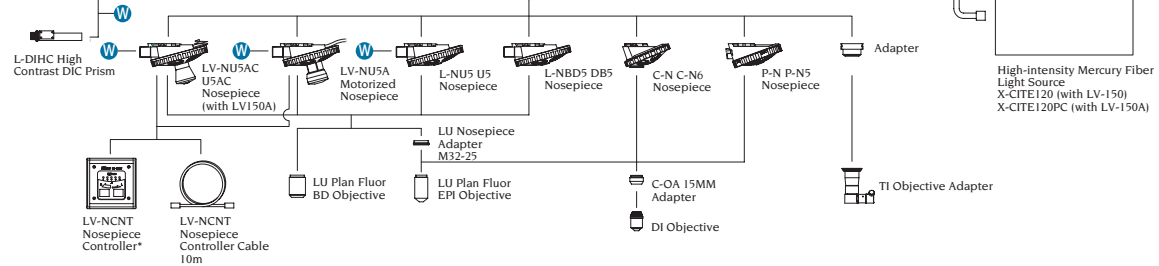 W
L-DIHC High
Contrast DIC Prism
W
LV-NU5AC
U5AC
Nosepiece
(with LV150A)
W
LV-NU5A
Motorized
Nosepiece
W
L-NU5 U5
Nosepiece
L-NBD5 DB5
Nosepiece
C-N C-N6
Nosepiece
P-N P-N5
Nosepiece
Adapter
High-intensity Mercury Fiber
Light Source
X-CITE120 (with LV-150)
X-CITE120PC (with LV-150A)
LV-NCNT
Nosepiece
Controller*
LV-NCNT
Nosepiece
Controller Cable
10m
LU Plan Fluor
BD Objective
LU Nosepiece
Adapter
M32-25
LU Plan Fluor
EPI Objective
C-OA 15MM
Adapter
DI Objective
TI Objective Adapter